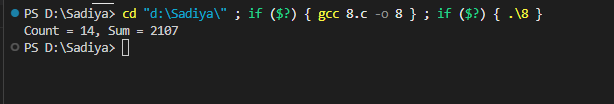 PS D:\Sadiya> cd "d:\Sadiya\" ; if ($?) { gcc 8.c -o 8 } ; if ($?) { .\8 }
Count = 14, Sum = 2107
PS D:\Sadiya>